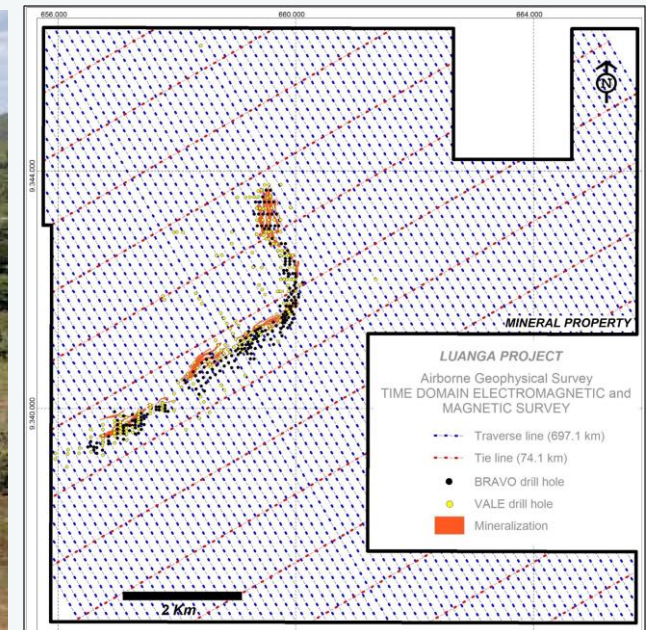 656.000
660.000
664.000
N
9.344.000
MINERAL PROPERTY
LUANGA PROJECT
Airborne Geophysical Survey
TIME DOMAIN ELECTROMAGNETIC and
MAGNETIC SURVEY
Traverse line (697.1 km)
Tie line (74.1 km)
9.340.000
BRAVO drill hole
VALE drill hole
Mineralization
2 Km